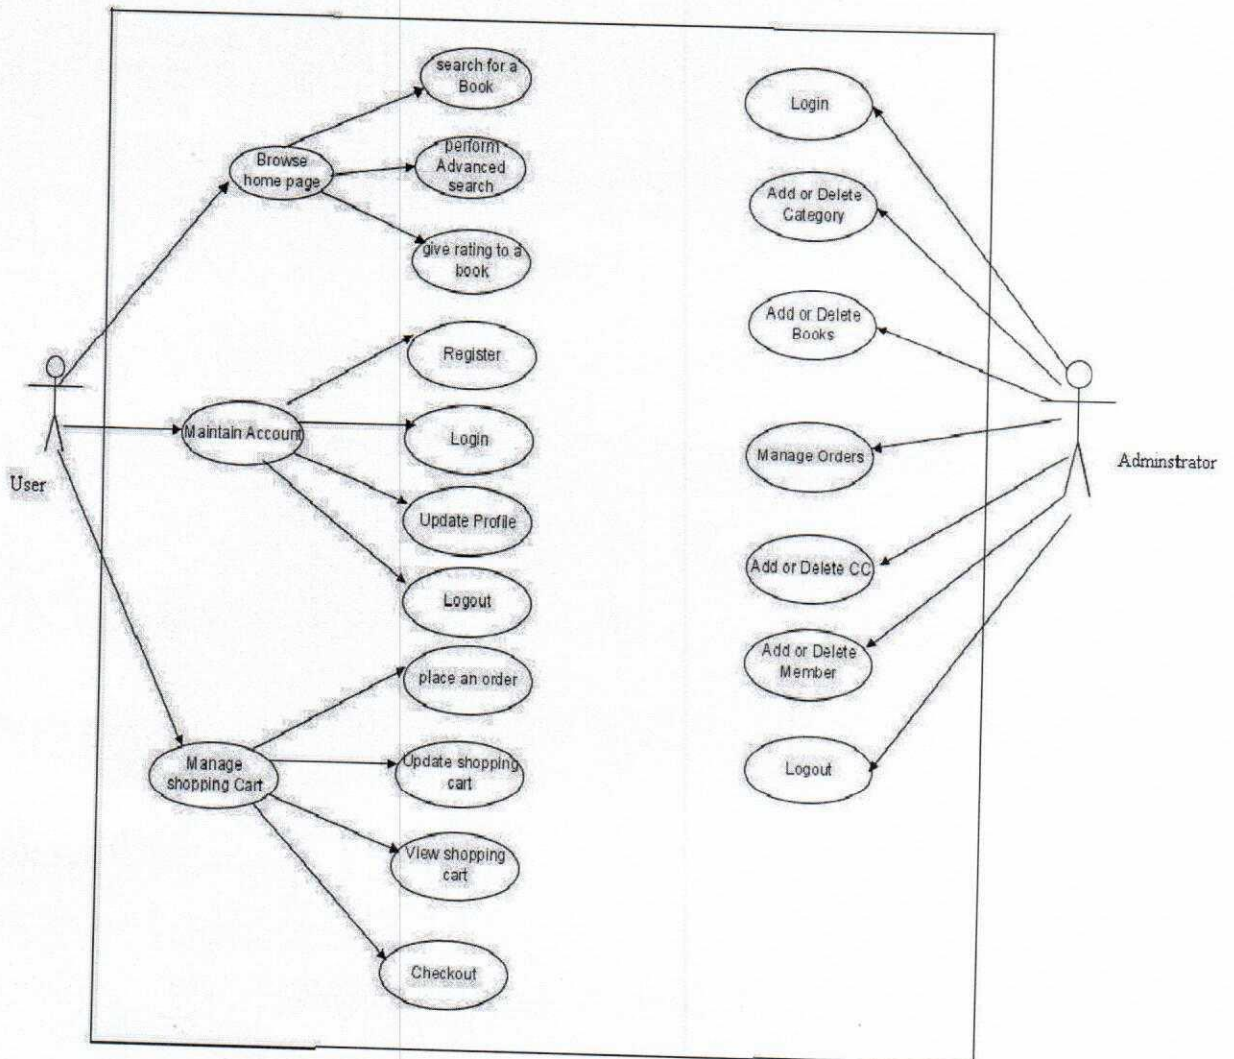 search for a
Book
perform
Advanced
search
Browse
home page
give rating to a
book
Register
Maintain Account
Login
User
Update Profile
Logout
place an order
Manage
shopping Cart
Update shopping
cart
View shopping
cart
Checkout
Login
Add or Delete
Category
Add or Delete
Books
Manage Orders
Adminstrator
Add or Delete CC
Add or Delete
Member
Logout